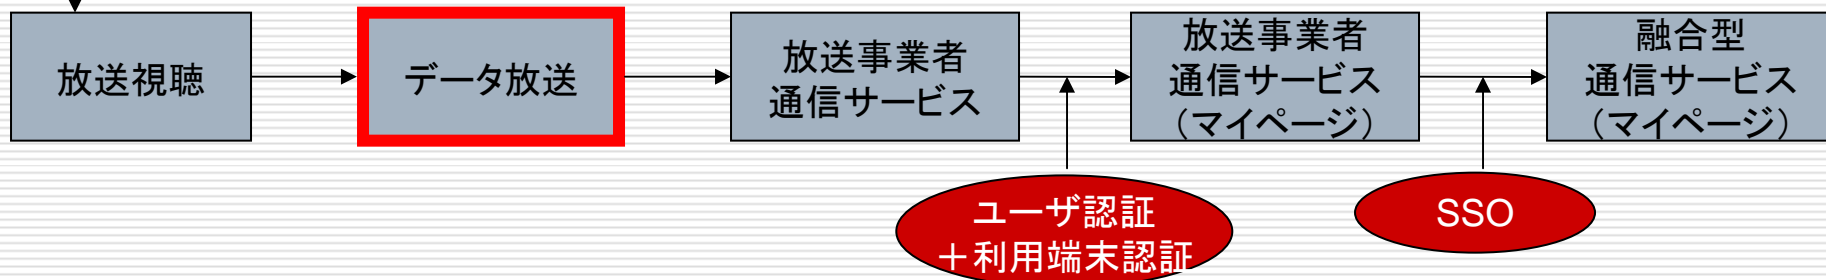 放送視聴
データ放送
放送事業者
通信サービス
放送事業者
通信サービス
（マイページ）
融合型
通信サービス
（マイページ）
ユーザ認証
＋利用端末認証
SSO